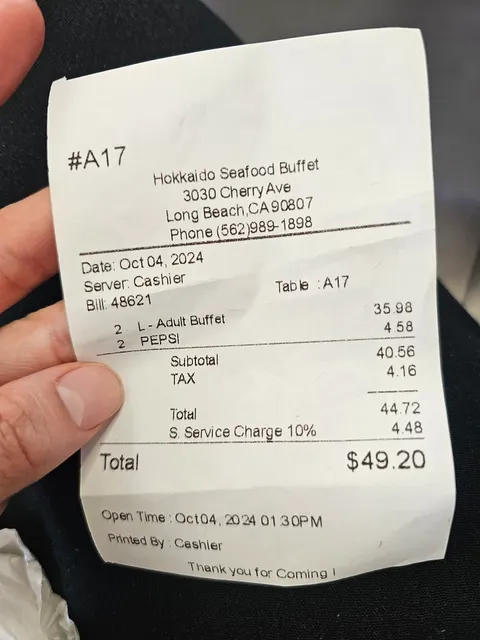 #A17
Hokkaido Seafood Buffet
3030 Cherry Ave
Long Beach,CA 90807
Phone (562)989-1898
Date: Oct 04, 2024
Server: Cashier
Bill: 48621 Table : A17
2 L - Adult Buffet 35.98
2 PEPSI 4.58
Subtotal 40.56
TAX 4.16
Total 44.72
S. Service Charge 10% 4.48
Total $49.20
Open Time : Oct 04, 2024 01:30PM
Printed By : Cashier
Thank you for Coming !